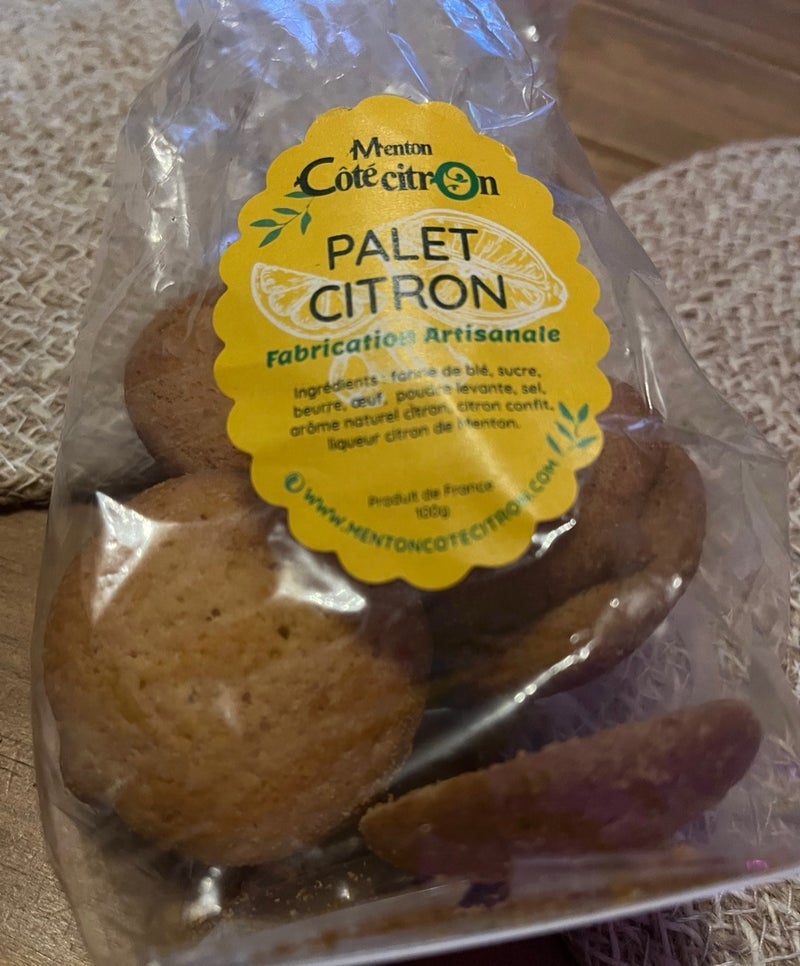 Menton
Côté citrOn
PALET
CITRON
Fabrication Artisanale
Ingrédients : farine de blé, sucre,
beurre, œuf, poudre levante, sel,
arôme naturel citron, citron confit,
liqueur citron de Menton.
Produit de France
100g
WWW.MENTONCOTECITRON.COM